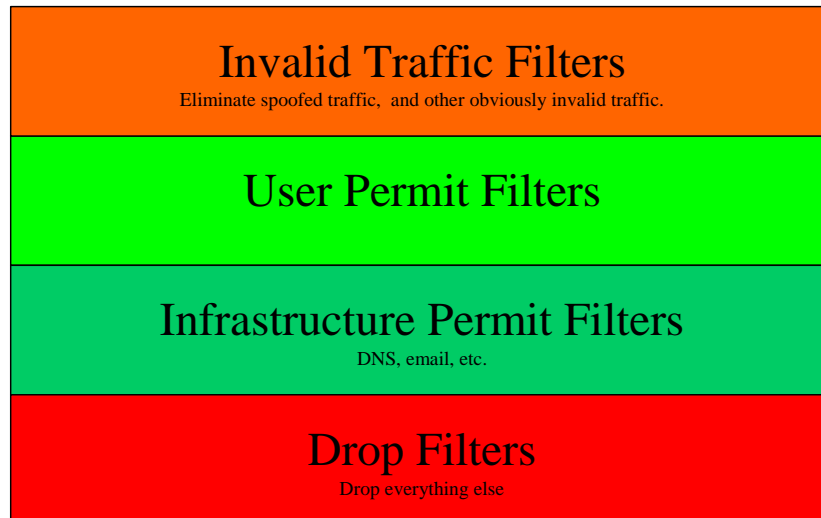 Invalid Traffic Filters
Eliminate spoofed traffic, and other obviously invalid traffic.
User Permit Filters
Infrastructure Permit Filters
DNS, email, etc.
Drop Filters
Drop everything else